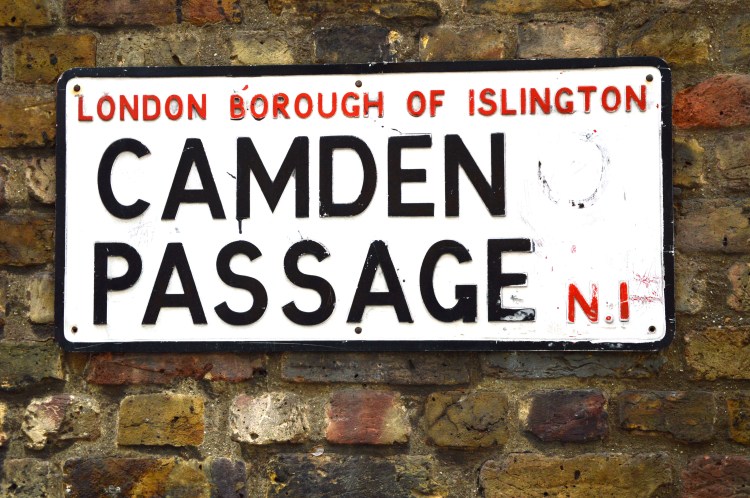 LONDON BOROUGH OF ISLINGTON
CAMDEN
PASSAGE N.1